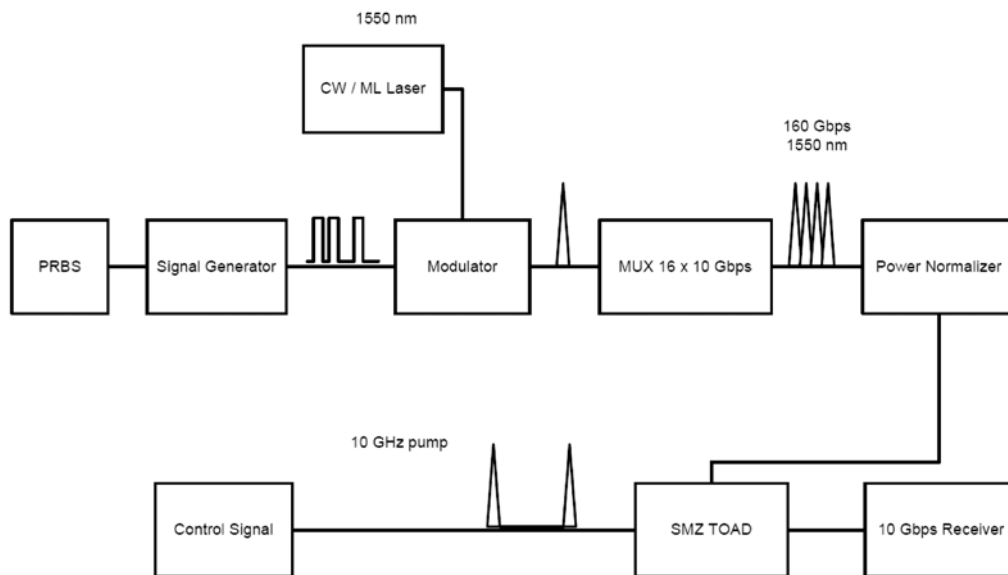 1550 nm
CW / ML Laser
160 Gbps
1550 nm
PRBS
Signal Generator
Modulator
MUX 16 x 10 Gbps
Power Normalizer
10 GHz pump
Control Signal
SMZ TOAD
10 Gbps Receiver